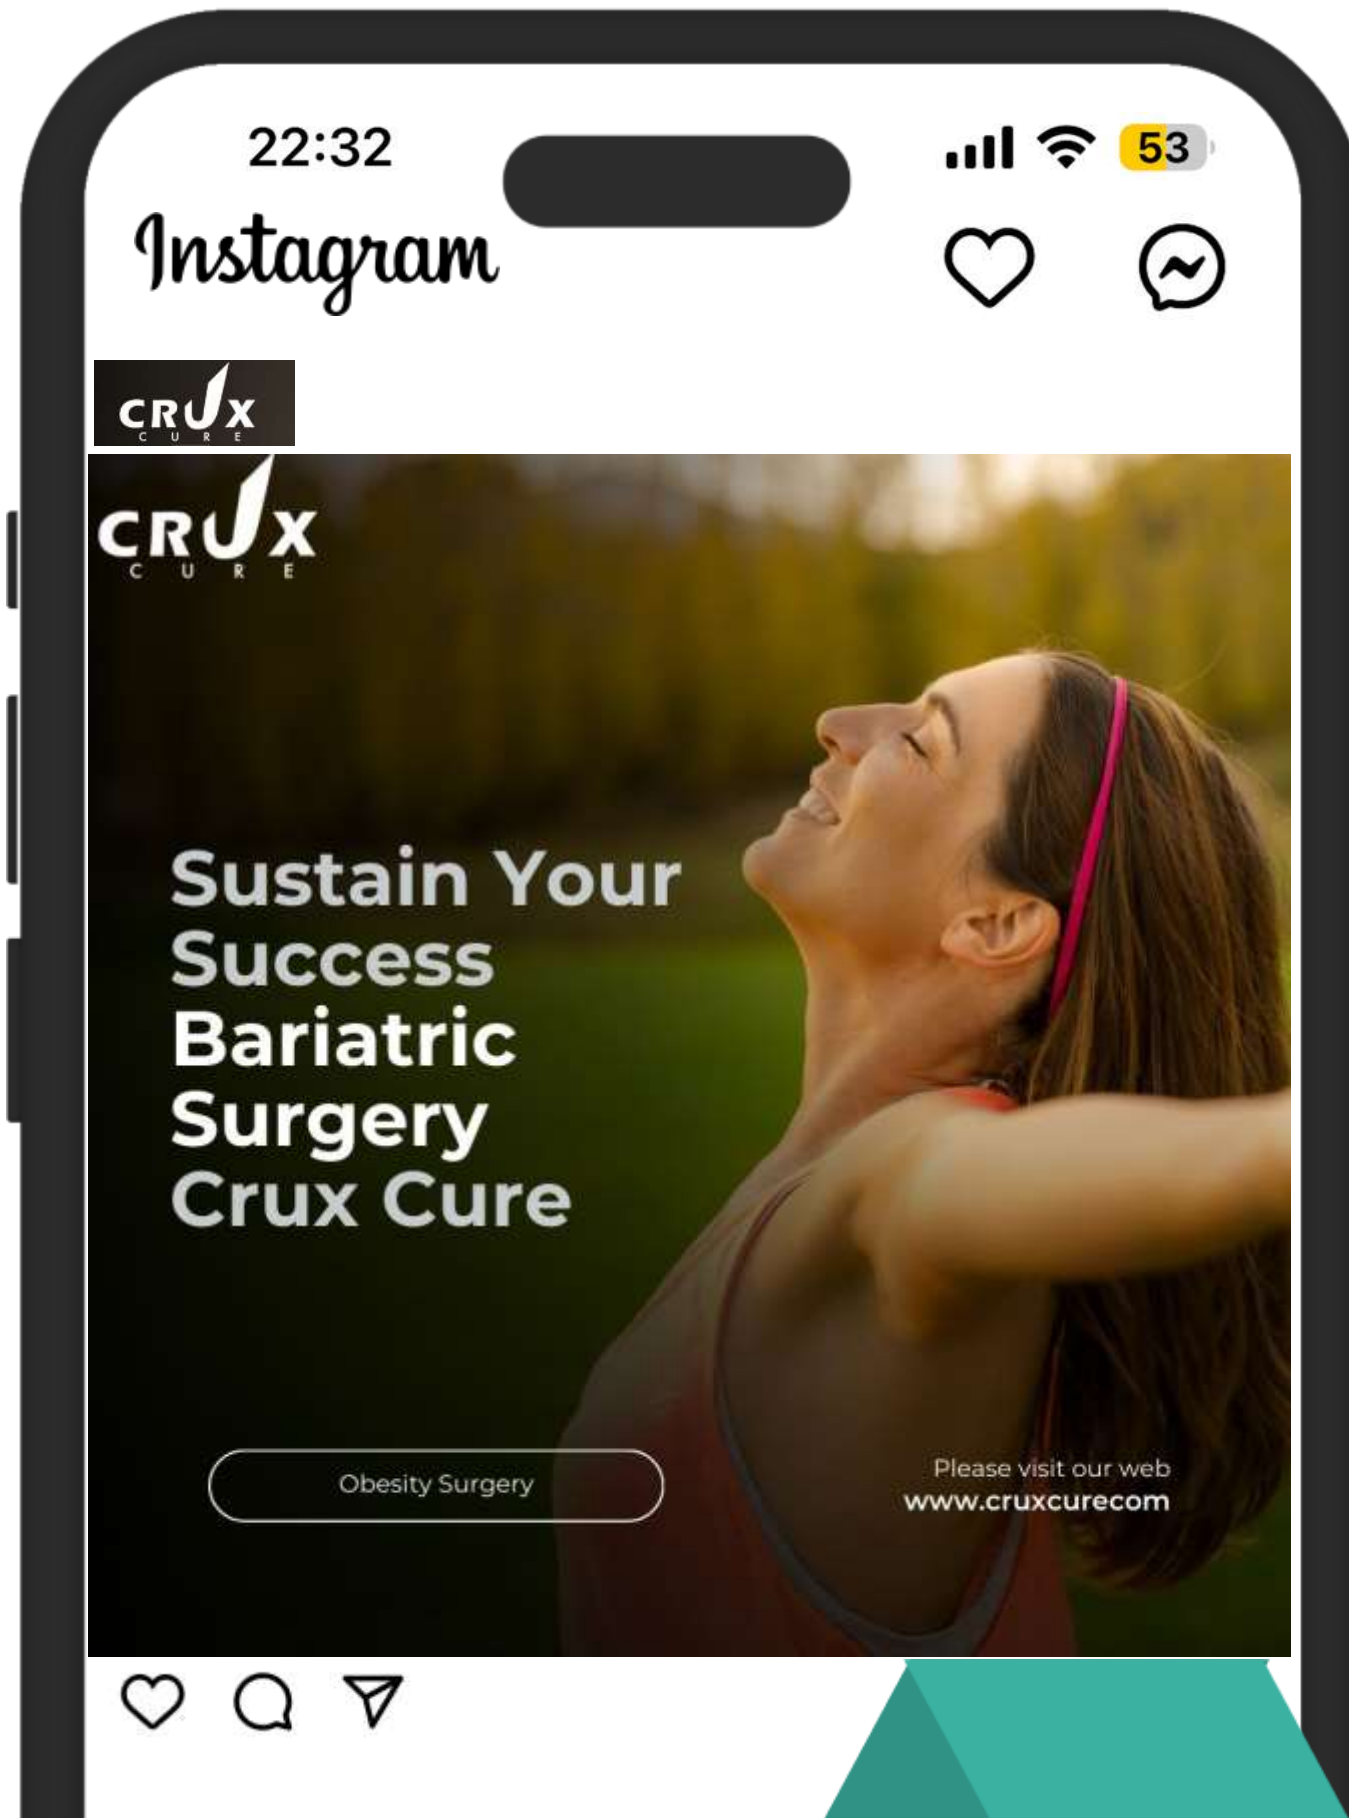 22:32
53
Instagram
CRUX
CURE
CRUX
CURE
Sustain Your
Success
Bariatric
Surgery
Crux Cure
Obesity Surgery
Please visit our web
www.cruxcurecom